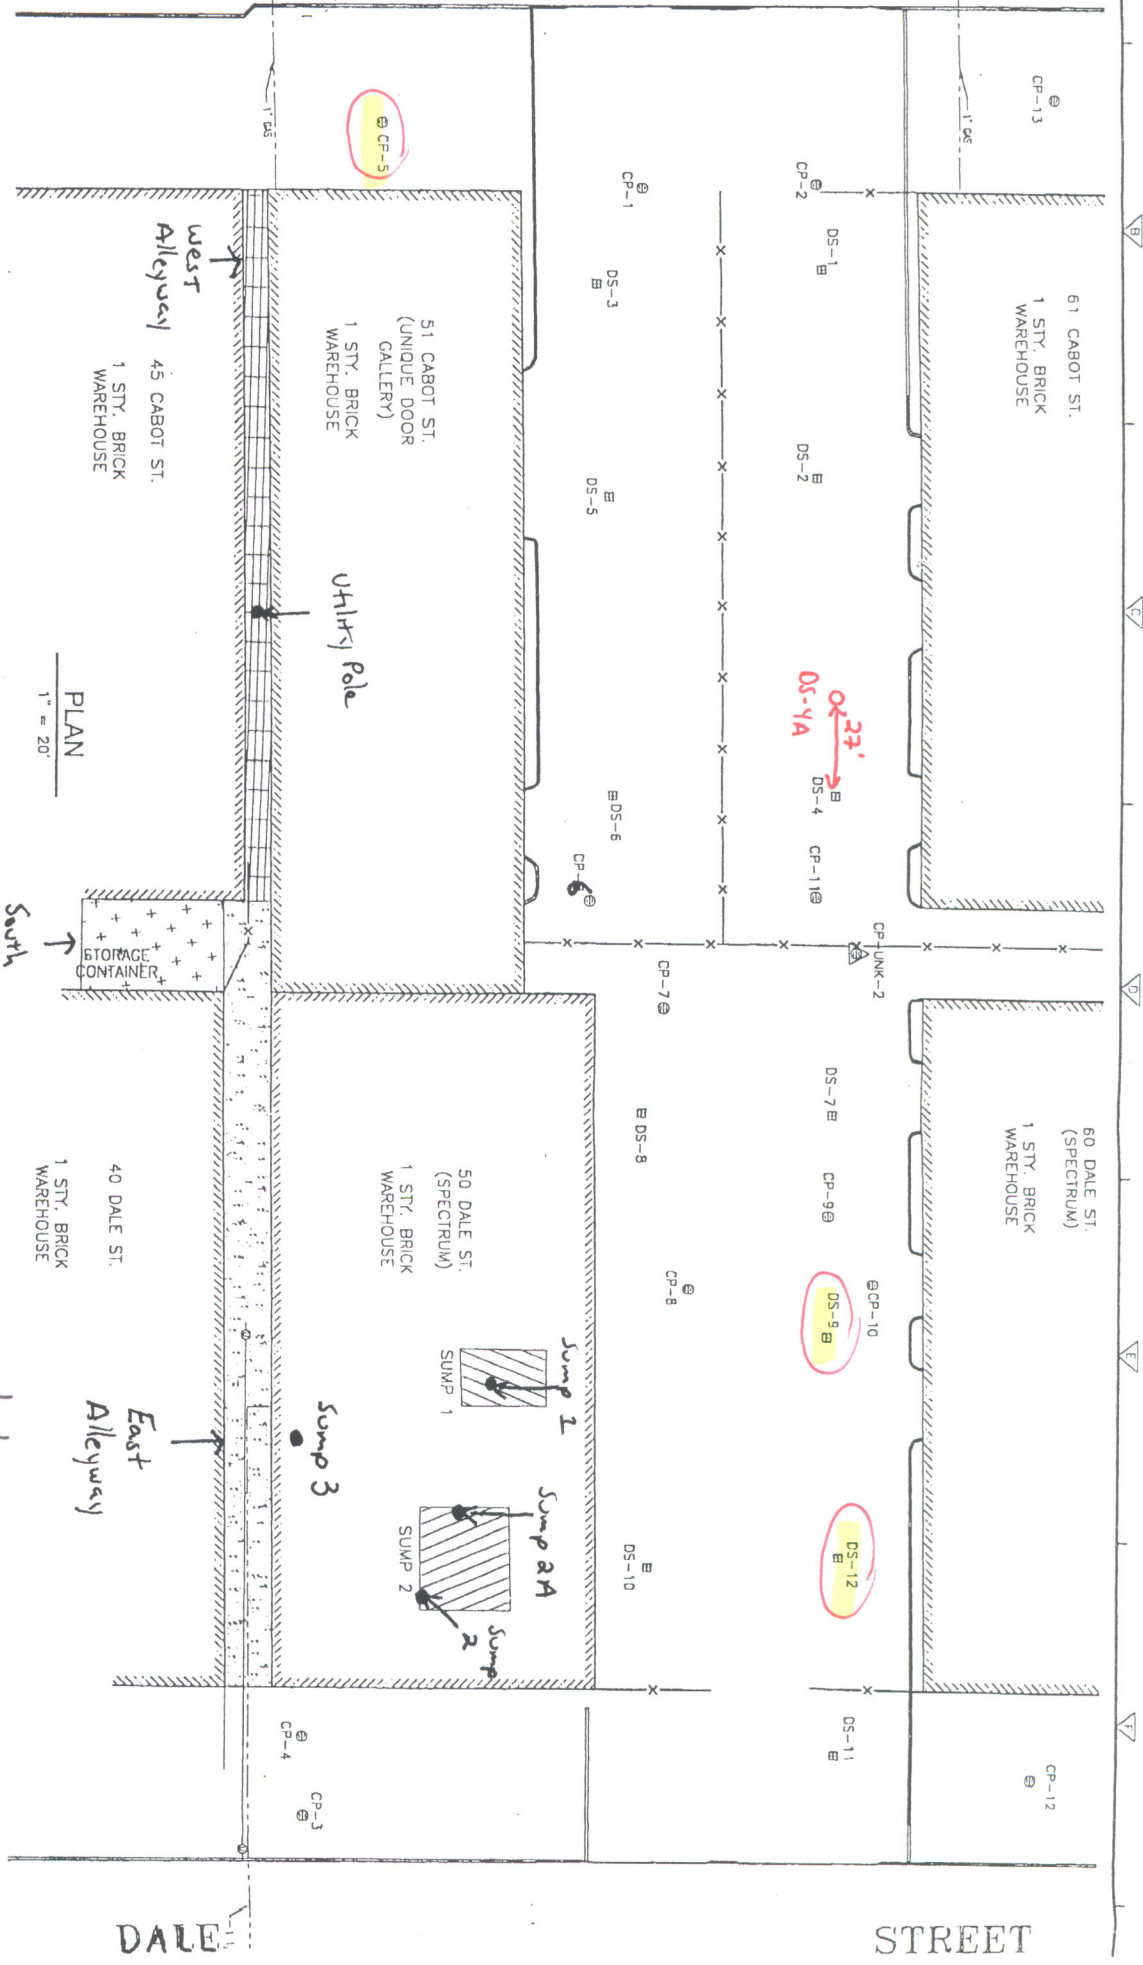 1" GAS
CP-5
1" GAS
CP-13
CP-1
CP-2
DS-1
DS-3
61 CABOT ST.
1 STY. BRICK
WAREHOUSE
West
Alleyway
45 CABOT ST.
1 STY. BRICK
WAREHOUSE
51 CABOT ST.
(UNIQUE DOOR
GALLERY)
1 STY. BRICK
WAREHOUSE
DS-2
DS-5
Utility Pole
DS-4A
27'
DS-4
DS-6
CP-6
CP-11
PLAN
1" = 20'
South
STORAGE
CONTAINER
CP-UNK-2
CP-7
DS-7
DS-8
CP-9
CP-8
CP-10
DS-9
60 DALE ST.
(SPECTRUM)
1 STY. BRICK
WAREHOUSE
50 DALE ST.
(SPECTRUM)
1 STY. BRICK
WAREHOUSE
40 DALE ST.
1 STY. BRICK
WAREHOUSE
Sump 1
SUMP 1
East
Alleyway
Sump 3
Sump 2A
SUMP 2
Sump
2
DS-10
DS-12
DS-11
CP-12
CP-4
CP-3
B
C
D
E
F
DALE STREET